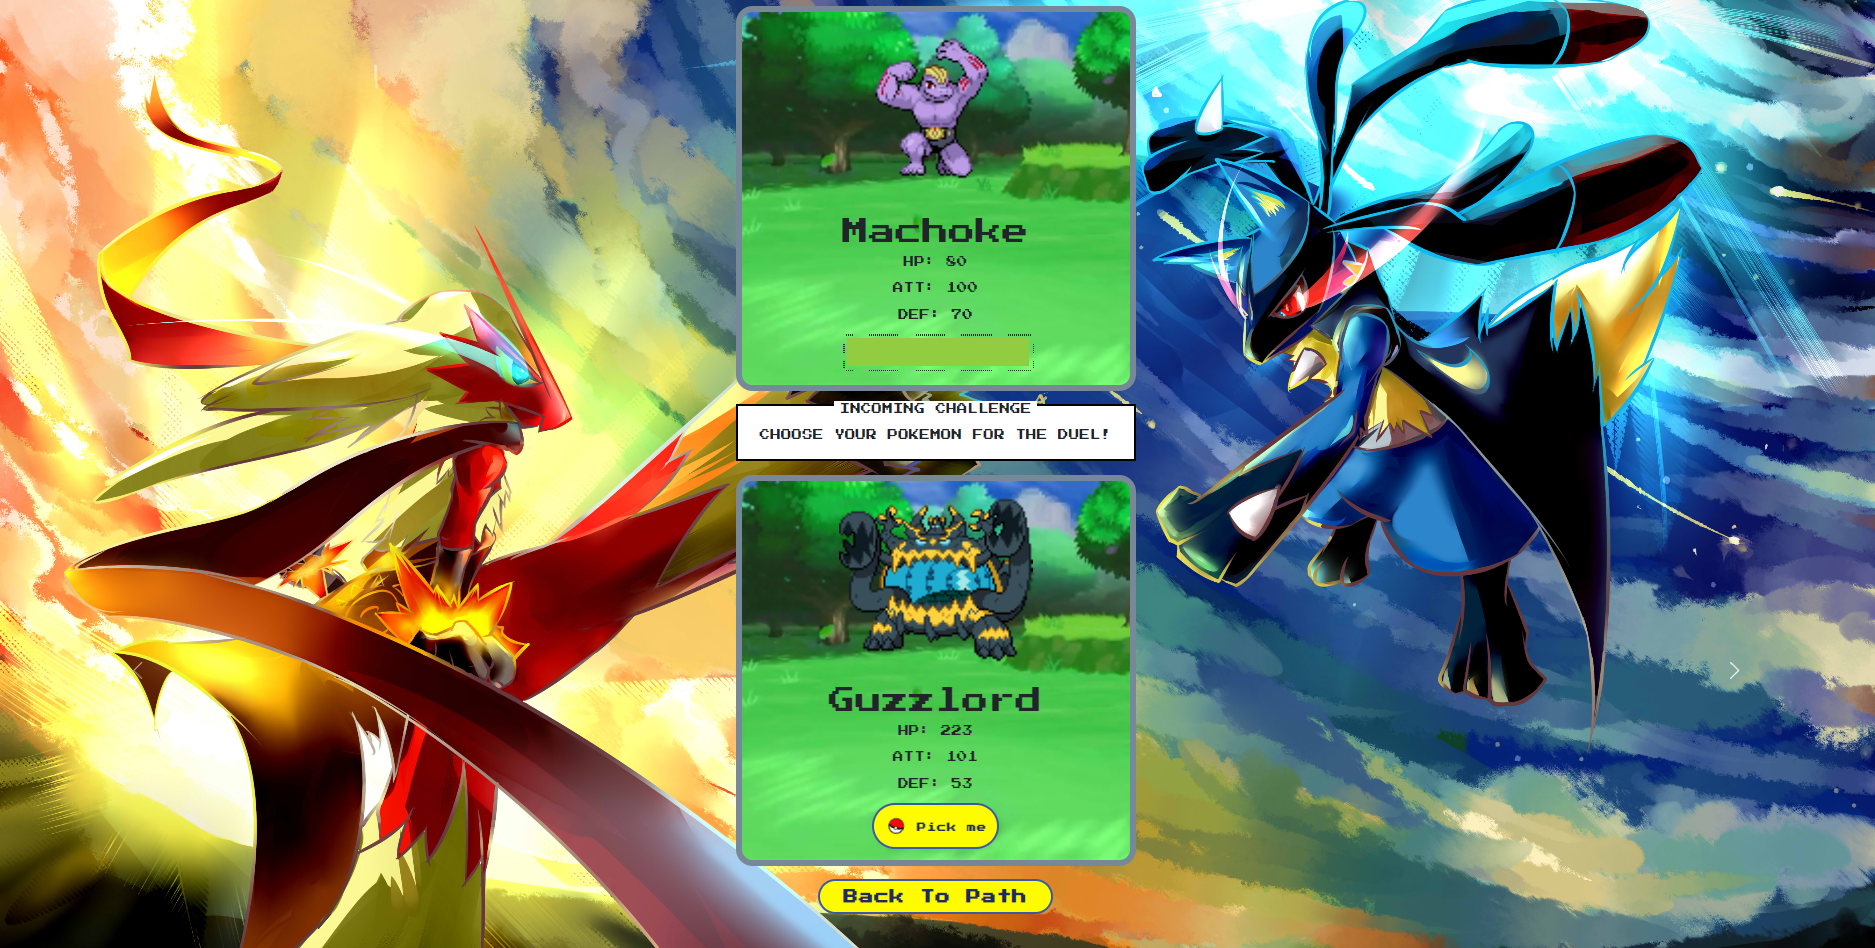 Machoke
HP: 80
ATT: 100
DEF: 70
INCOMING CHALLENGE
CHOOSE YOUR POKEMON FOR THE DUEL!
Guzzlord
HP: 223
ATT: 101
DEF: 53
Pick me
Back To Path